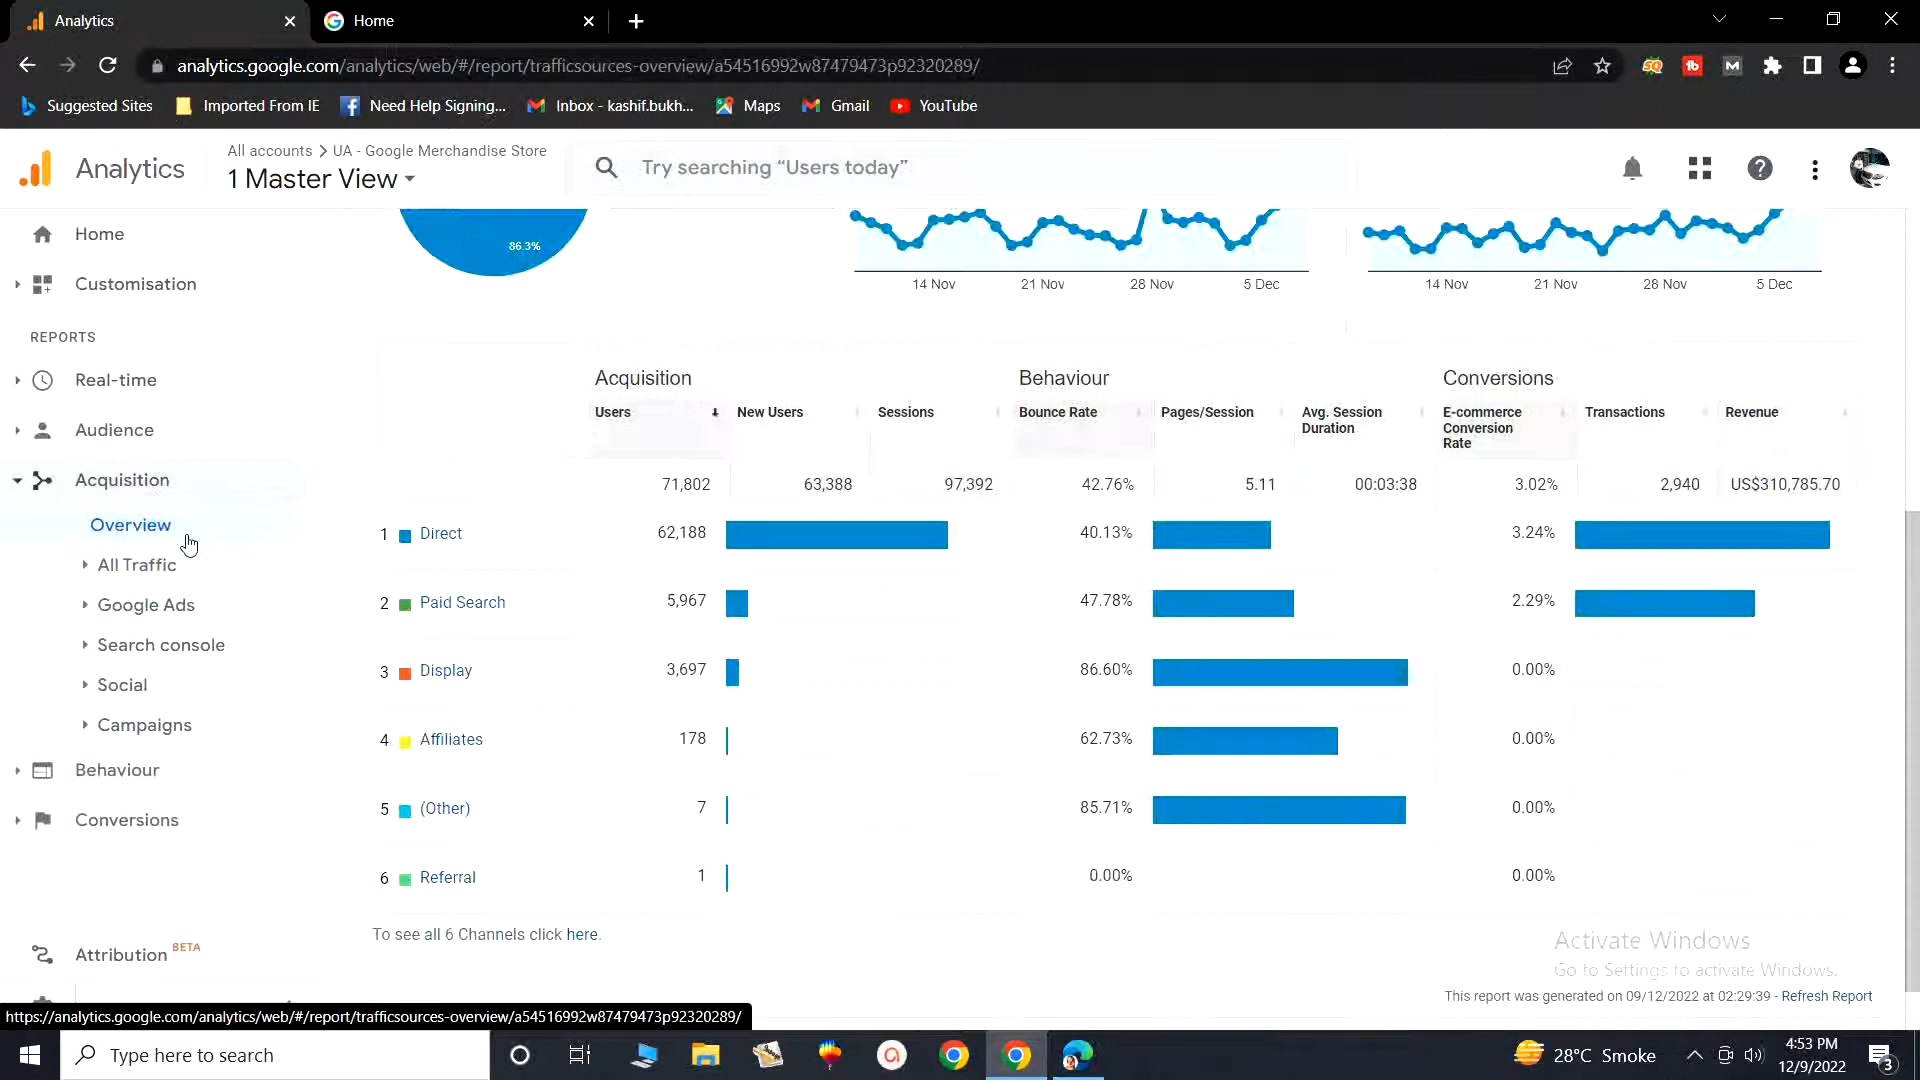 Analytics
Home
analytics.google.com/analytics/web/#/report/trafficsources-overview/a54516992w87479473p92320289/
Suggested Sites
Imported From IE
Need Help Signing...
Inbox - kashif.bukh...
Maps
Gmail
YouTube
Analytics
All accounts > UA - Google Merchandise Store
1 Master View
Try searching “Users today”
Home
Customisation
REPORTS
Real-time
Audience
Acquisition
Overview
All Traffic
Google Ads
Search console
Social
Campaigns
Behaviour
Conversions
Attribution BETA
86.3%
14 Nov 21 Nov 28 Nov 5 Dec
14 Nov 21 Nov 28 Nov 5 Dec
Acquisition Behaviour Conversions
Users New Users Sessions Bounce Rate Pages/Session Avg. Session Duration E-commerce Conversion Rate Transactions Revenue
71,802 63,388 97,392 42.76% 5.11 00:03:38 3.02% 2,940 US$310,785.70
1 Direct 62,188 40.13% 3.24%
2 Paid Search 5,967 47.78% 2.29%
3 Display 3,697 86.60% 0.00%
4 Affiliates 178 62.73% 0.00%
5 (Other) 7 85.71% 0.00%
6 Referral 1 0.00% 0.00%
To see all 6 Channels click here.
Activate Windows
Go to Settings to activate Windows.
This report was generated on 09/12/2022 at 02:29:39 - Refresh Report
https://analytics.google.com/analytics/web/#/report/trafficsources-overview/a54516992w87479473p92320289/
Type here to search
28°C Smoke
4:53 PM
12/9/2022
3